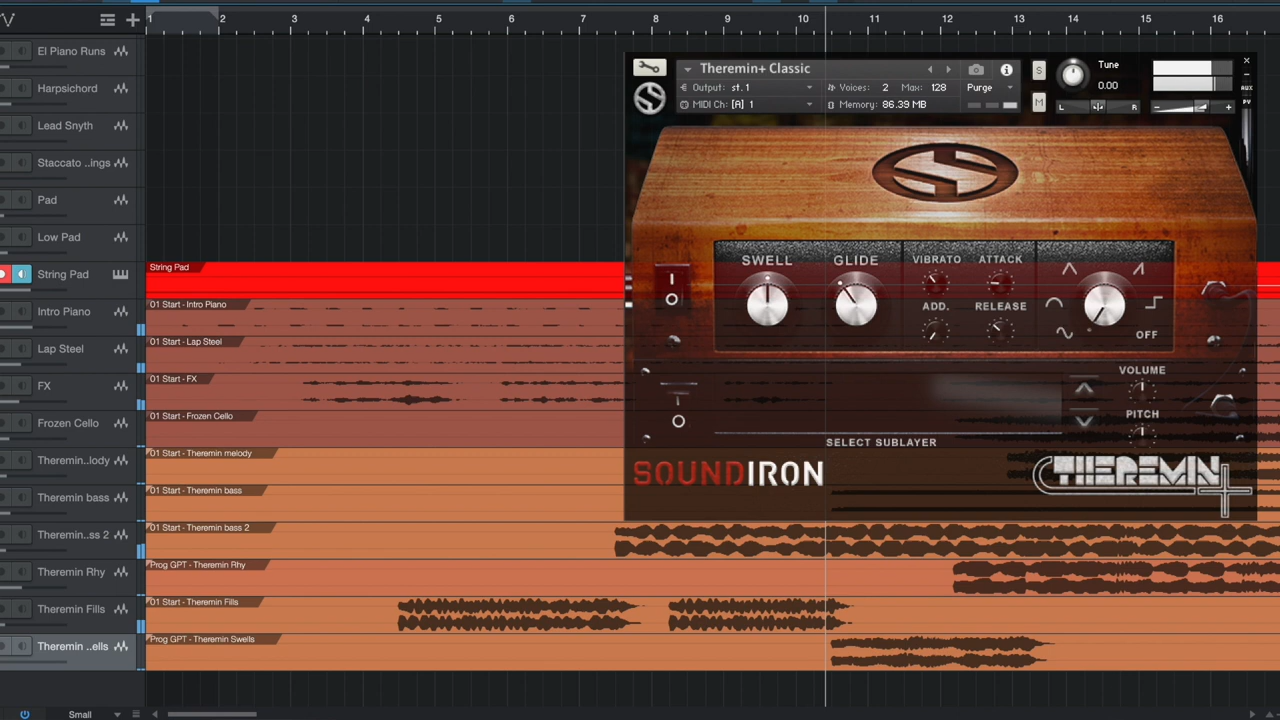 1 2 3 4 5 6 7 8 9 10 11 12 13 14 15 16
El Piano Runs
Harpsichord
Lead Snyth
Staccato ..ings
Pad
Low Pad
String Pad
Intro Piano
Lap Steel
FX
Frozen Cello
Theremin..lody
Theremin bass
Theremin..ss 2
Theremin Rhy
Theremin Fills
Theremin ..ells
String Pad
01 Start - Intro Piano
01 Start - Lap Steel
01 Start - FX
01 Start - Frozen Cello
01 Start - Theremin melody
01 Start - Theremin bass
01 Start - Theremin bass 2
Prog GPT - Theremin Rhy
01 Start - Theremin Fills
Prog GPT - Theremin Swells
Theremin+ Classic
Output: st.1 Voices: 2 Max: 128 Purge
MIDI Ch: [A] 1 Memory: 86.39 MB
S
M
Tune
0.00
L R
AUX
PV
SWELL GLIDE VIBRATO ATTACK
ADD. RELEASE
OFF
VOLUME
PITCH
SELECT SUBLAYER
SOUNDIRON
THEREMIN+
Small